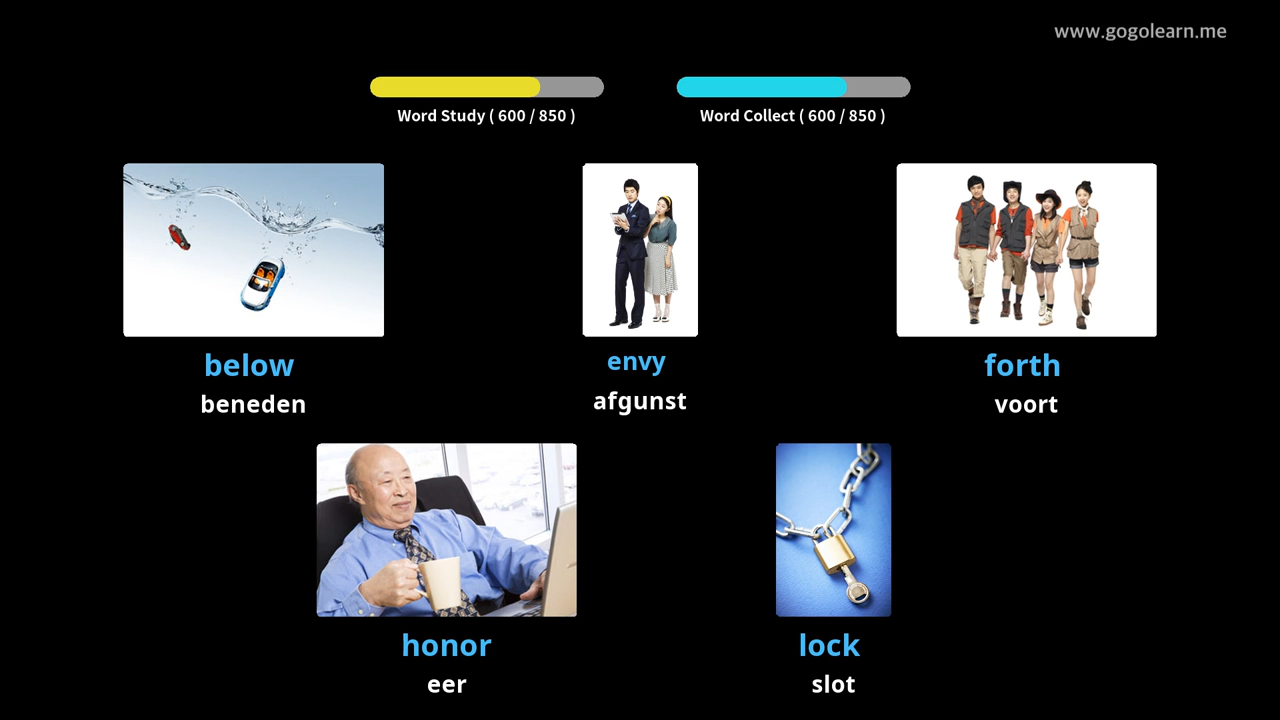 www.gogolearn.me
Word Study ( 600 / 850 )
Word Collect ( 600 / 850 )
below
beneden
envy
afgunst
forth
voort
honor
eer
lock
slot